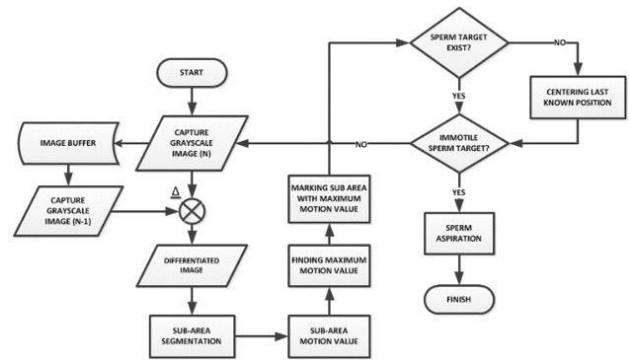 START
CAPTURE
GRAYSCALE
IMAGE (N)
IMAGE BUFFER
CAPTURE
GRAYSCALE
IMAGE (N-1)
Δ
DIFFERENTIATED
IMAGE
SUB-AREA
SEGMENTATION
SUB-AREA
MOTION VALUE
FINDING MAXIMUM
MOTION VALUE
MARKING SUB AREA
WITH MAXIMUM
MOTION VALUE
SPERM TARGET
EXIST?
NO
CENTERING LAST
KNOWN POSITION
YES
IMMOTILE
SPERM TARGET?
NO
YES
SPERM
ASPIRATION
FINISH